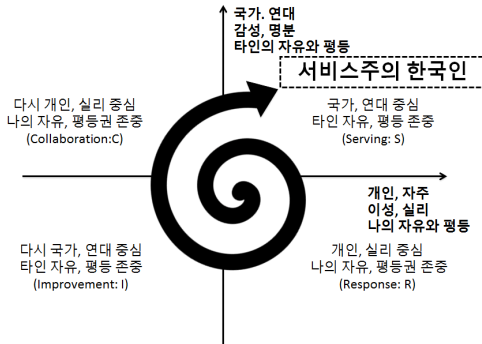 국가. 연대
감성, 명분
타인의 자유와 평등
서비스주의 한국인
다시 개인, 실리 중심
나의 자유, 평등권 존중
(Collaboration:C)
국가, 연대 중심
타인 자유, 평등 존중
(Serving: S)
개인, 자주
이성, 실리
나의 자유와 평등
다시 국가, 연대 중심
타인 자유, 평등 존중
(Improvement: I)
개인, 실리 중심
나의 자유, 평등권 존중
(Response: R)